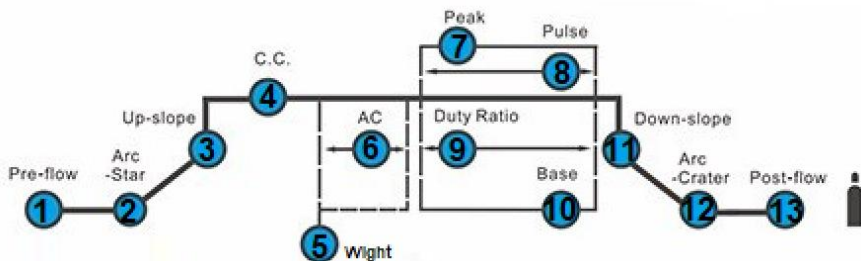 Peak
7
Pulse
8
C.C.
4
Up-slope
3
AC
6
Duty Ratio
9
Down-slope
11
Pre-flow
1
Arc
-Star
2
Base
10
Arc
-Crater
12
Post-flow
13
5
Wight